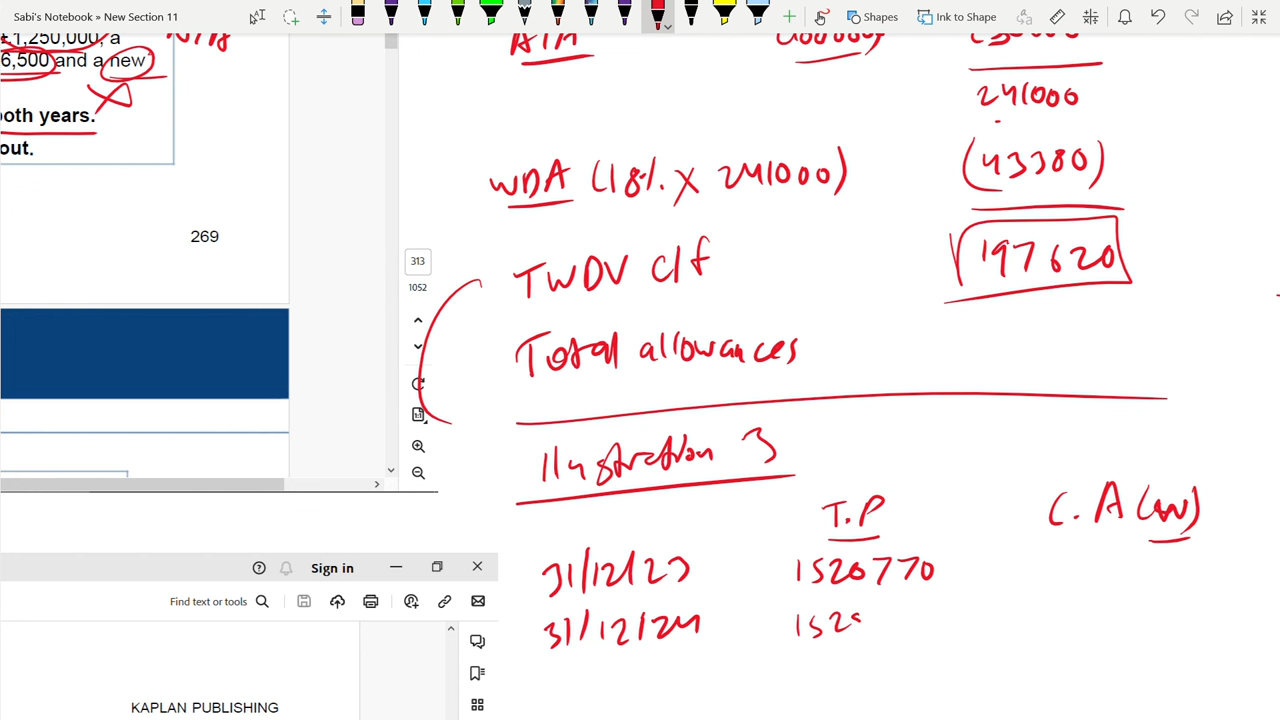 Sabi's Notebook » New Section 11
Shapes
Ink to Shape
£1,250,000, a
6,500 and a new
both years.
out.
269
313
1052
AIA
241000
WDA (18% X 241000)
(43380)
TWDV c/f
197620
Total allowances
Illustration 3
T.P
C.A (W)
31/12/23
1520770
31/12/24
Sign in
Find text or tools
KAPLAN PUBLISHING